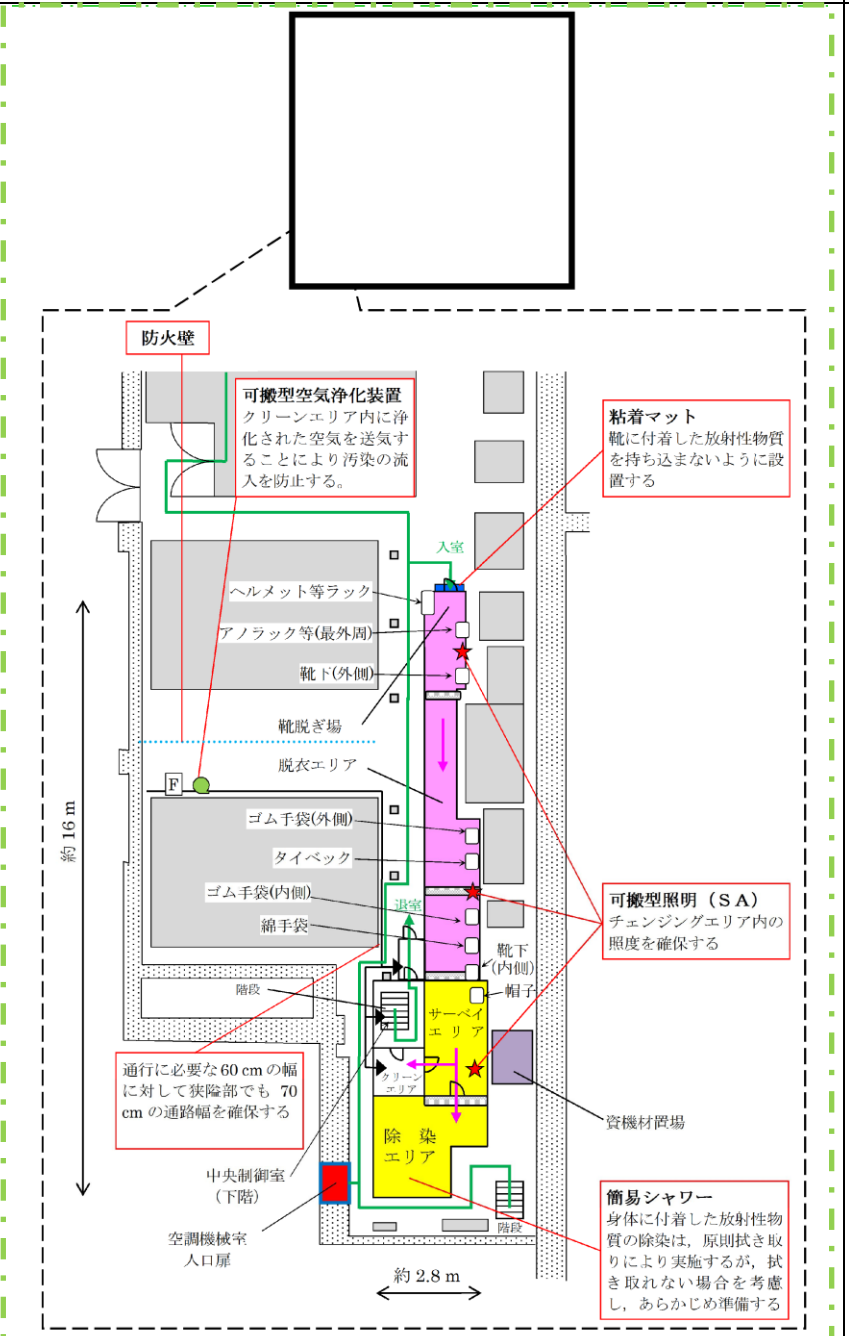 防火壁
可搬型空気浄化装置
クリーンエリア内に浄
化された空気を送気す
ることにより汚染の流
入を防止する。
粘着マット
靴に付着した放射性物質
を持ち込まないように設
置する
入室
ヘルメット等ラック
アノラック等(最外周)
靴下(外側)
靴脱ぎ場
脱衣エリア
F
ゴム手袋(外側)
タイベック
ゴム手袋(内側)
綿手袋
退室
約 16 m
可搬型照明（ＳＡ）
チェンジングエリア内の
照度を確保する
靴下
(内側)
帽子
階段
サーベイ
エ リ ア
クリーン
エリア
通行に必要な 60 cm の幅
に対して狭隘部でも 70
cm の通路幅を確保する
資機材置場
除 染
エリア
中央制御室
（下階）
空調機械室
人口扉
階段
簡易シャワー
身体に付着した放射性物
質の除染は，原則拭き取
りにより実施するが，拭
き取れない場合を考慮
し，あらかじめ準備する
約 2.8 m